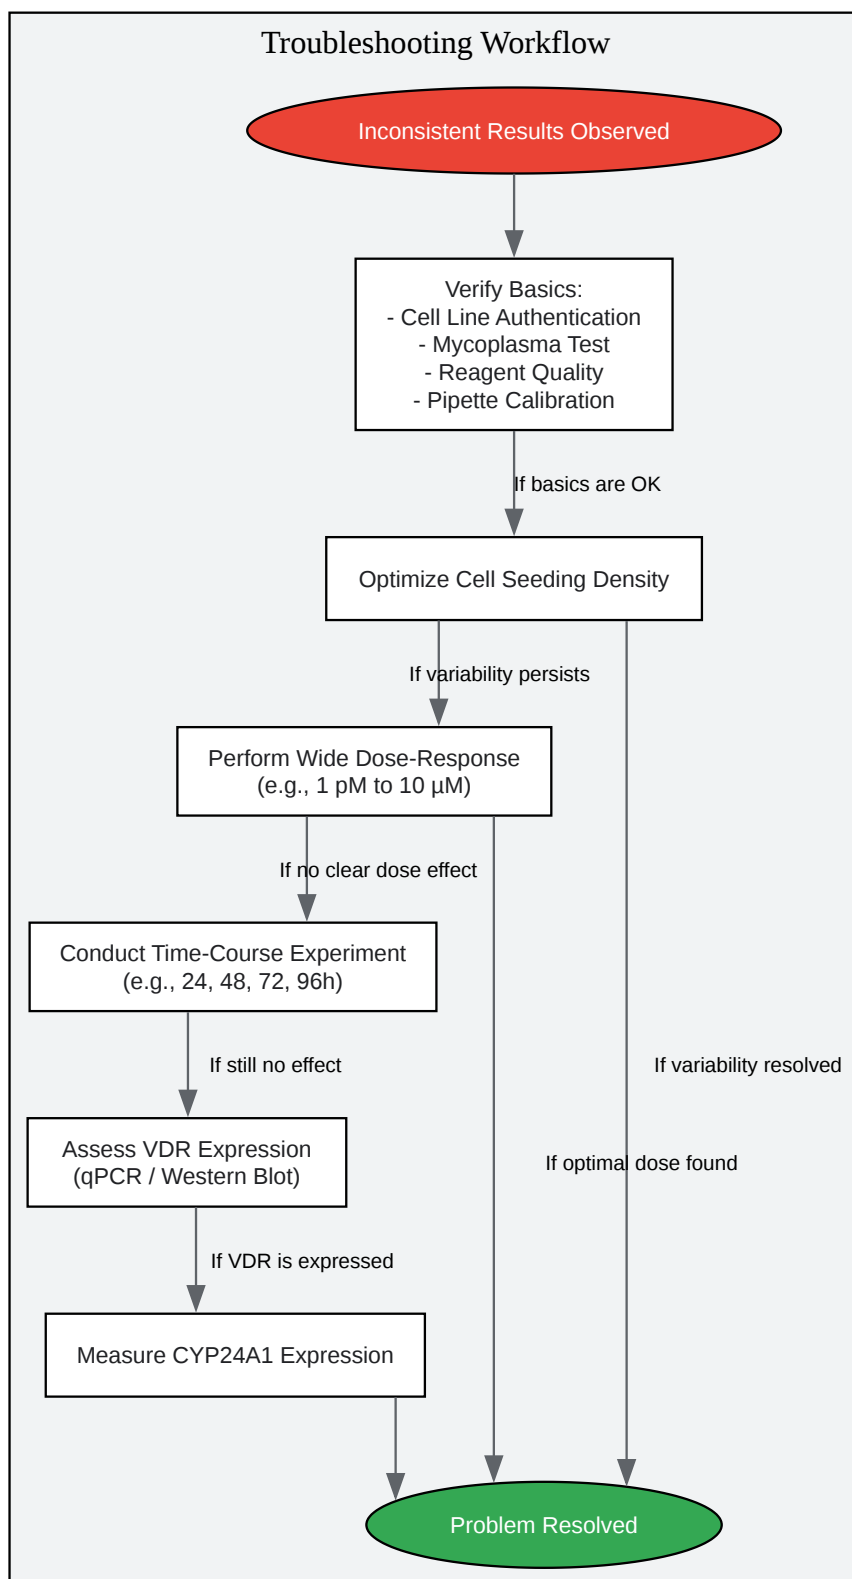 Troubleshooting Workflow
Inconsistent Results Observed
Verify Basics:
- Cell Line Authentication
- Mycoplasma Test
- Reagent Quality
- Pipette Calibration
If basics are OK
Optimize Cell Seeding Density
If variability persists
Perform Wide Dose-Response
(e.g., 1 pM to 10 µM)
If no clear dose effect
Conduct Time-Course Experiment
(e.g., 24, 48, 72, 96h)
If still no effect
If variability resolved
Assess VDR Expression
(qPCR / Western Blot)
If optimal dose found
If VDR is expressed
Measure CYP24A1 Expression
Problem Resolved